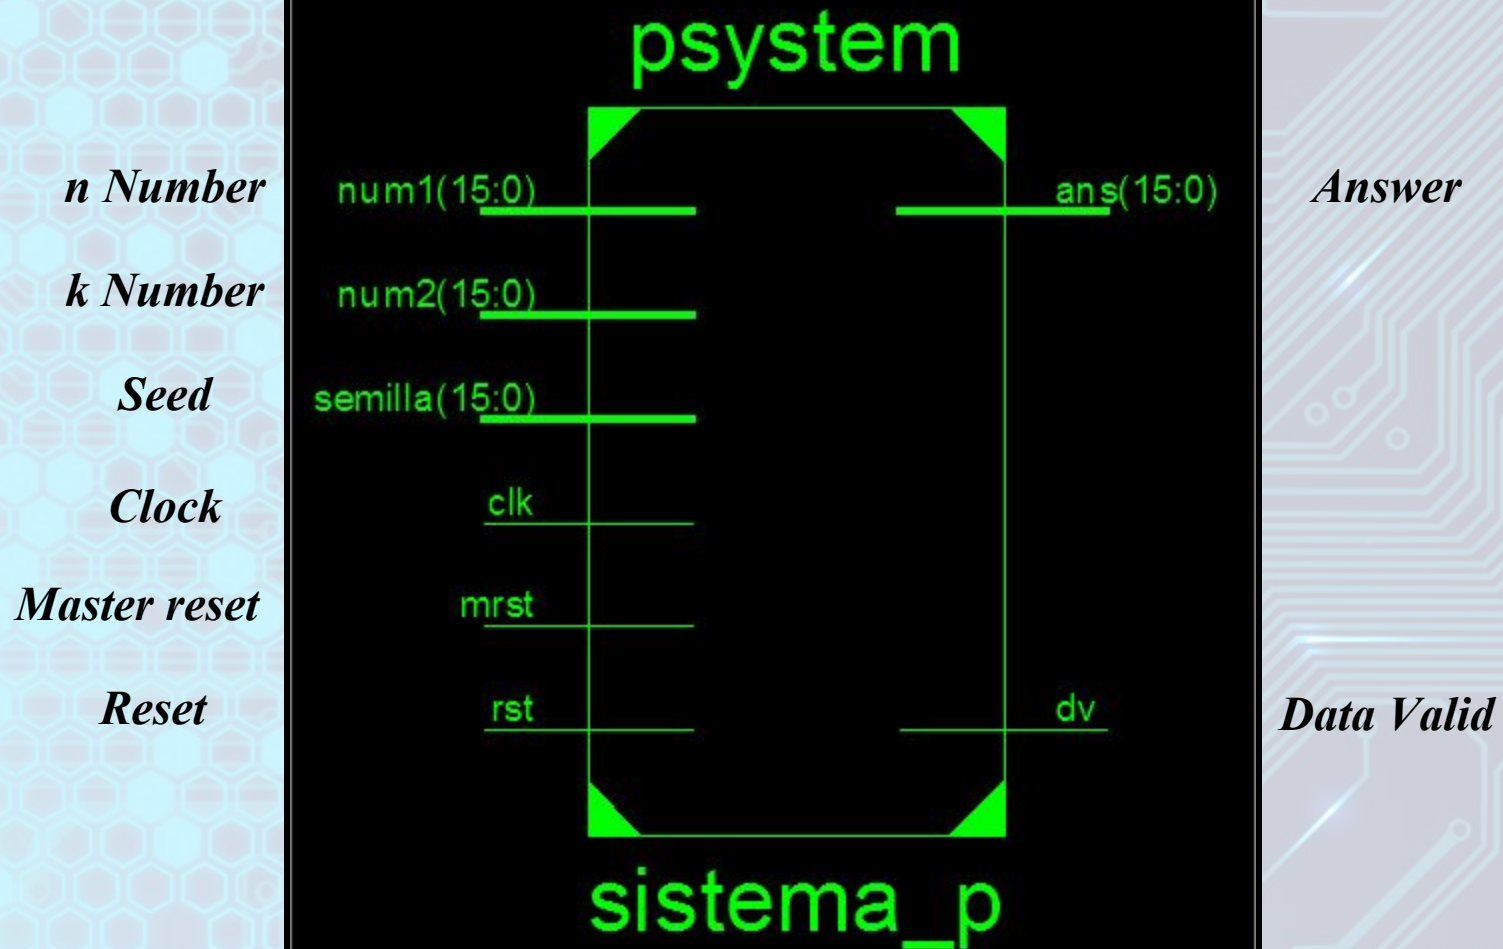 psystem
n Number num1(15:0) ans(15:0) Answer
k Number num2(15:0)
Seed semilla(15:0)
Clock clk
Master reset mrst
Reset rst dv Data Valid
sistema_p